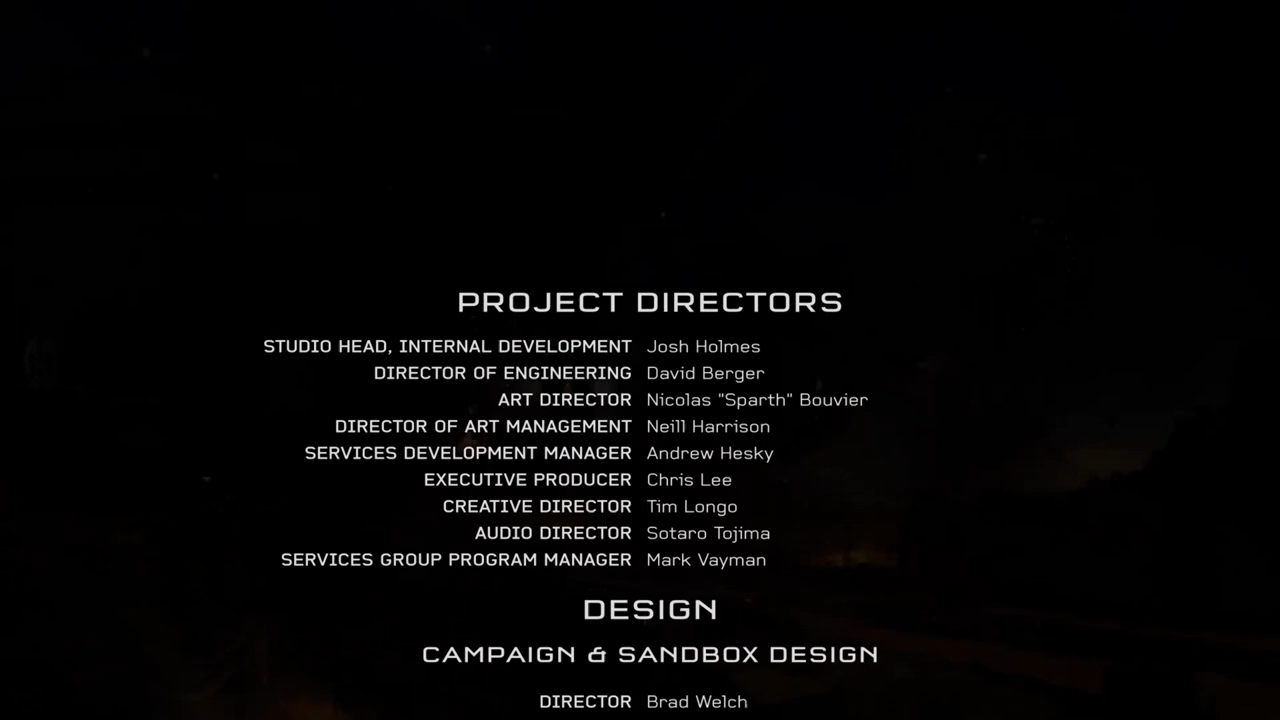 PROJECT DIRECTORS
STUDIO HEAD, INTERNAL DEVELOPMENT Josh Holmes
DIRECTOR OF ENGINEERING David Berger
ART DIRECTOR Nicolas "Sparth" Bouvier
DIRECTOR OF ART MANAGEMENT Neill Harrison
SERVICES DEVELOPMENT MANAGER Andrew Hesky
EXECUTIVE PRODUCER Chris Lee
CREATIVE DIRECTOR Tim Longo
AUDIO DIRECTOR Sotaro Tojima
SERVICES GROUP PROGRAM MANAGER Mark Vayman
DESIGN
CAMPAIGN & SANDBOX DESIGN
DIRECTOR Brad Welch